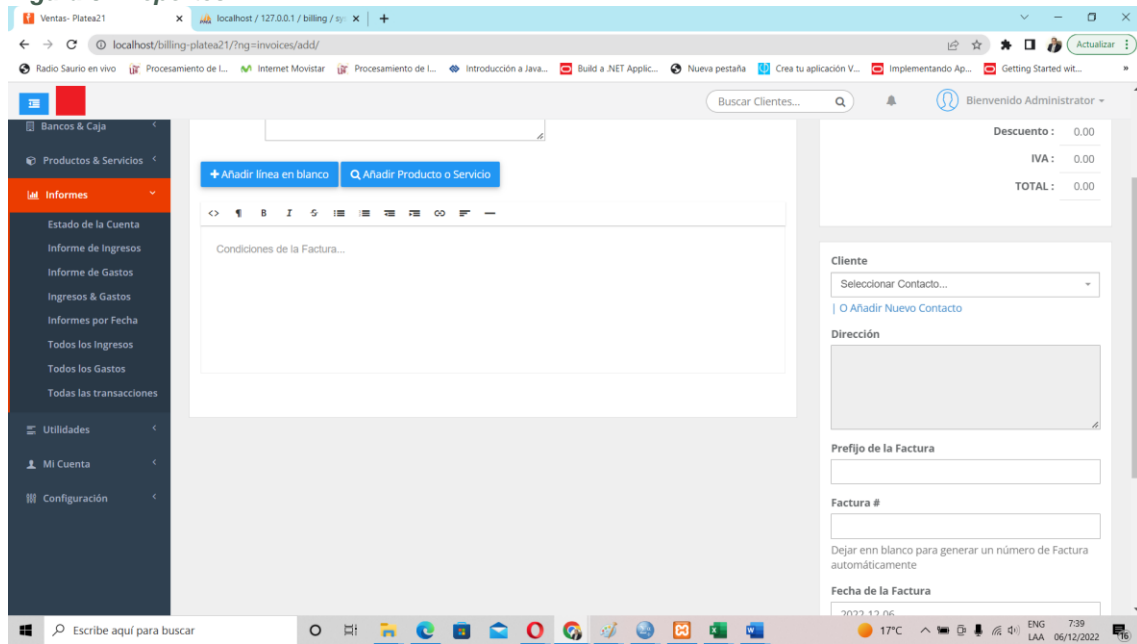 Ventas- Platea21
localhost / 127.0.0.1 / billing / sy
localhost/billing-platea21/?ng=invoices/add/
Actualizar
Radio Saurio en vivo
Procesamiento de l...
Internet Movistar
Procesamiento de l...
Introducción a Java...
Build a .NET Applic...
Nueva pestaña
Crea tu aplicación V...
Implementando Ap...
Getting Started wit...
Buscar Clientes...
Bienvenido Administrator
Bancos & Caja
Productos & Servicios
Informes
Estado de la Cuenta
Informe de Ingresos
Informe de Gastos
Ingresos & Gastos
Informes por Fecha
Todos los Ingresos
Todos los Gastos
Todas las transacciones
Utilidades
Mi Cuenta
Configuración
Añadir línea en blanco
Añadir Producto o Servicio
Condiciones de la Factura...
Descuento : 0.00
IVA : 0.00
TOTAL : 0.00
Cliente
Seleccionar Contacto...
| O Añadir Nuevo Contacto
Dirección
Prefijo de la Factura
Factura #
Dejar enn blanco para generar un número de Factura
automáticamente
Fecha de la Factura
2022-12-06
Escribe aquí para buscar
17°C
ENG
LAA
7:39
06/12/2022